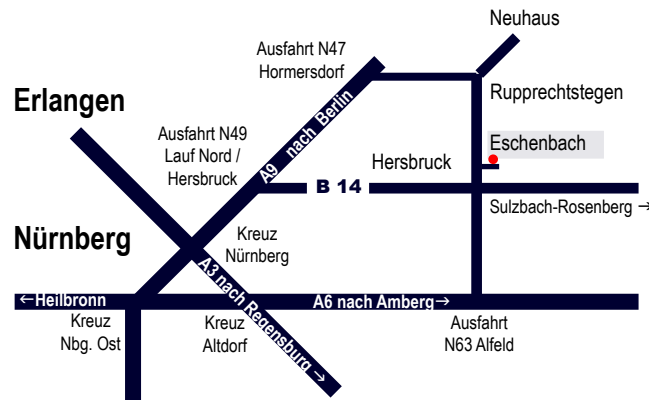 Neuhaus
Ausfahrt N47
Hormersdorf
Erlangen
Rupprechtstegen
Ausfahrt N49
Lauf Nord /
Hersbruck
A9 nach Berlin
Eschenbach
Hersbruck
B 14
Sulzbach-Rosenberg →
Nürnberg
Kreuz
Nürnberg
A3 nach Regensburg →
←Heilbronn
A6 nach Amberg→
Kreuz
Nbg. Ost
Kreuz
Altdorf
Ausfahrt
N63 Alfeld